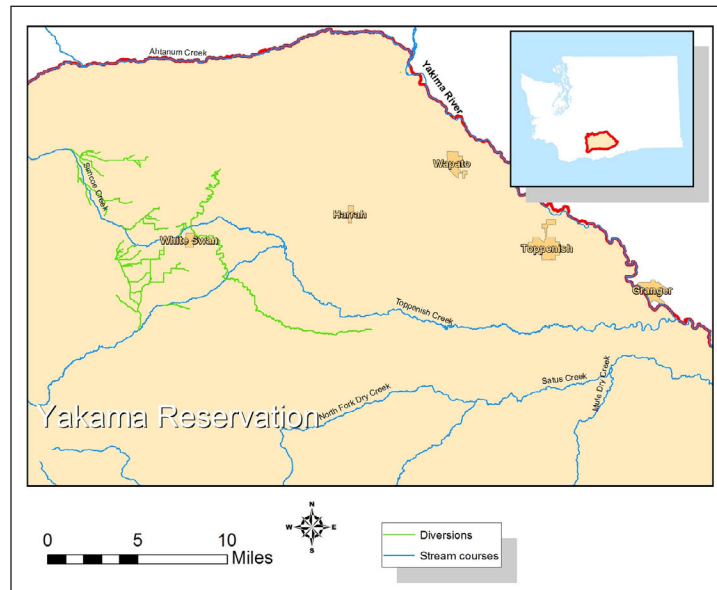 Ahtanum Creek
Yakima River
Simcoe Creek
Wapato
Harrah
White Swan
Toppenish
Granger
Toppenish Creek
Satus Creek
Mule Dry Creek
North Fork Dry Creek
Yakama Reservation
N
W E
S
0 5 10
Miles
Diversions
Stream courses